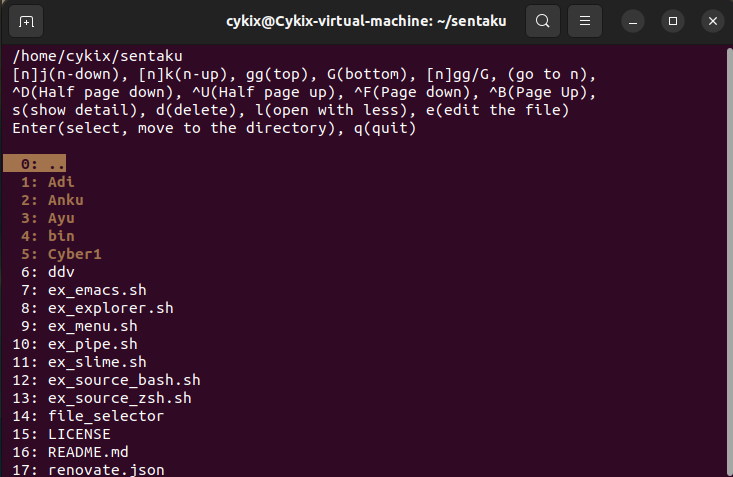 cykix@Cykix-virtual-machine: ~/sentaku
/home/cykix/sentaku
[n]j(n-down), [n]k(n-up), gg(top), G(bottom), [n]gg/G, (go to n),
^D(Half page down), ^U(Half page up), ^F(Page down), ^B(Page Up),
s(show detail), d(delete), l(open with less), e(edit the file)
Enter(select, move to the directory), q(quit)
0: ..
1: Adi
2: Anku
3: Ayu
4: bin
5: Cyber1
6: ddv
7: ex_emacs.sh
8: ex_explorer.sh
9: ex_menu.sh
10: ex_pipe.sh
11: ex_slime.sh
12: ex_source_bash.sh
13: ex_source_zsh.sh
14: file_selector
15: LICENSE
16: README.md
17: renovate.json